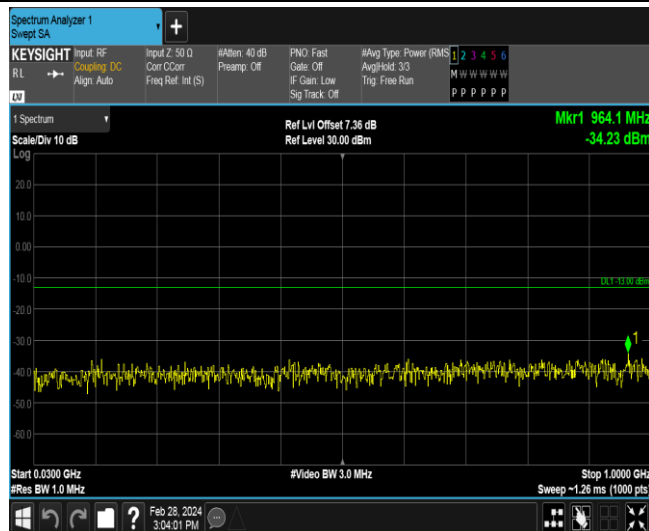 Spectrum Analyzer 1
Swept SA
KEYSIGHT
RL
Input: RF
Coupling: DC
Align: Auto
Input Z: 50 Ω
Corr CCorr
Freq Ref: Int (S)
#Atten: 40 dB
Preamp: Off
PNO: Fast
Gate: Off
IF Gain: Low
Sig Track: Off
#Avg Type: Power (RMS
Avg|Hold: 3/3
Trig: Free Run
1 2 3 4 5 6
M W W W W W
P P P P P P
1 Spectrum
Scale/Div 10 dB
Log
Ref Lvl Offset 7.36 dB
Ref Level 30.00 dBm
Mkr1 964.1 MHz
-34.23 dBm
20.0
10.0
0.00
-10.0
DL1 -13.00 dBm
-20.0
-30.0
1
-40.0
-50.0
-60.0
Start 0.0300 GHz
#Video BW 3.0 MHz
Stop 1.0000 GHz
#Res BW 1.0 MHz
Sweep ~1.26 ms (1000 pts)
?
Feb 28, 2024
3:04:01 PM